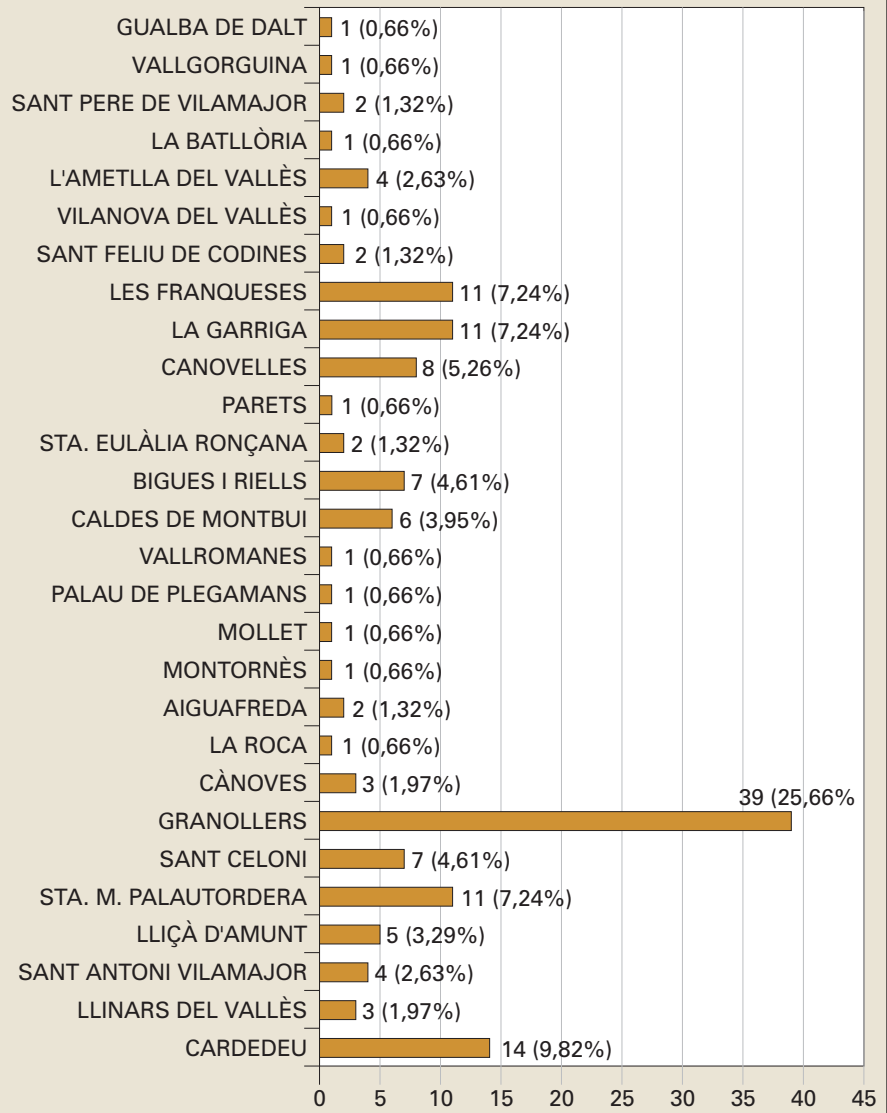 GUALBA DE DALT 1 (0,66%)
VALLGORGUINA 1 (0,66%)
SANT PERE DE VILAMAJOR 2 (1,32%)
LA BATLLÒRIA 1 (0,66%)
L'AMETLLA DEL VALLÈS 4 (2,63%)
VILANOVA DEL VALLÈS 1 (0,66%)
SANT FELIU DE CODINES 2 (1,32%)
LES FRANQUESES 11 (7,24%)
LA GARRIGA 11 (7,24%)
CANOVELLES 8 (5,26%)
PARETS 1 (0,66%)
STA. EULÀLIA RONÇANA 2 (1,32%)
BIGUES I RIELLS 7 (4,61%)
CALDES DE MONTBUI 6 (3,95%)
VALLROMANES 1 (0,66%)
PALAU DE PLEGAMANS 1 (0,66%)
MOLLET 1 (0,66%)
MONTORNÈS 1 (0,66%)
AIGUAFREDA 2 (1,32%)
LA ROCA 1 (0,66%)
CÀNOVES 3 (1,97%)
GRANOLLERS 39 (25,66%
SANT CELONI 7 (4,61%)
STA. M. PALAUTORDERA 11 (7,24%)
LLIÇÀ D'AMUNT 5 (3,29%)
SANT ANTONI VILAMAJOR 4 (2,63%)
LLINARS DEL VALLÈS 3 (1,97%)
CARDEDEU 14 (9,82%)
0 5 10 15 20 25 30 35 40 45